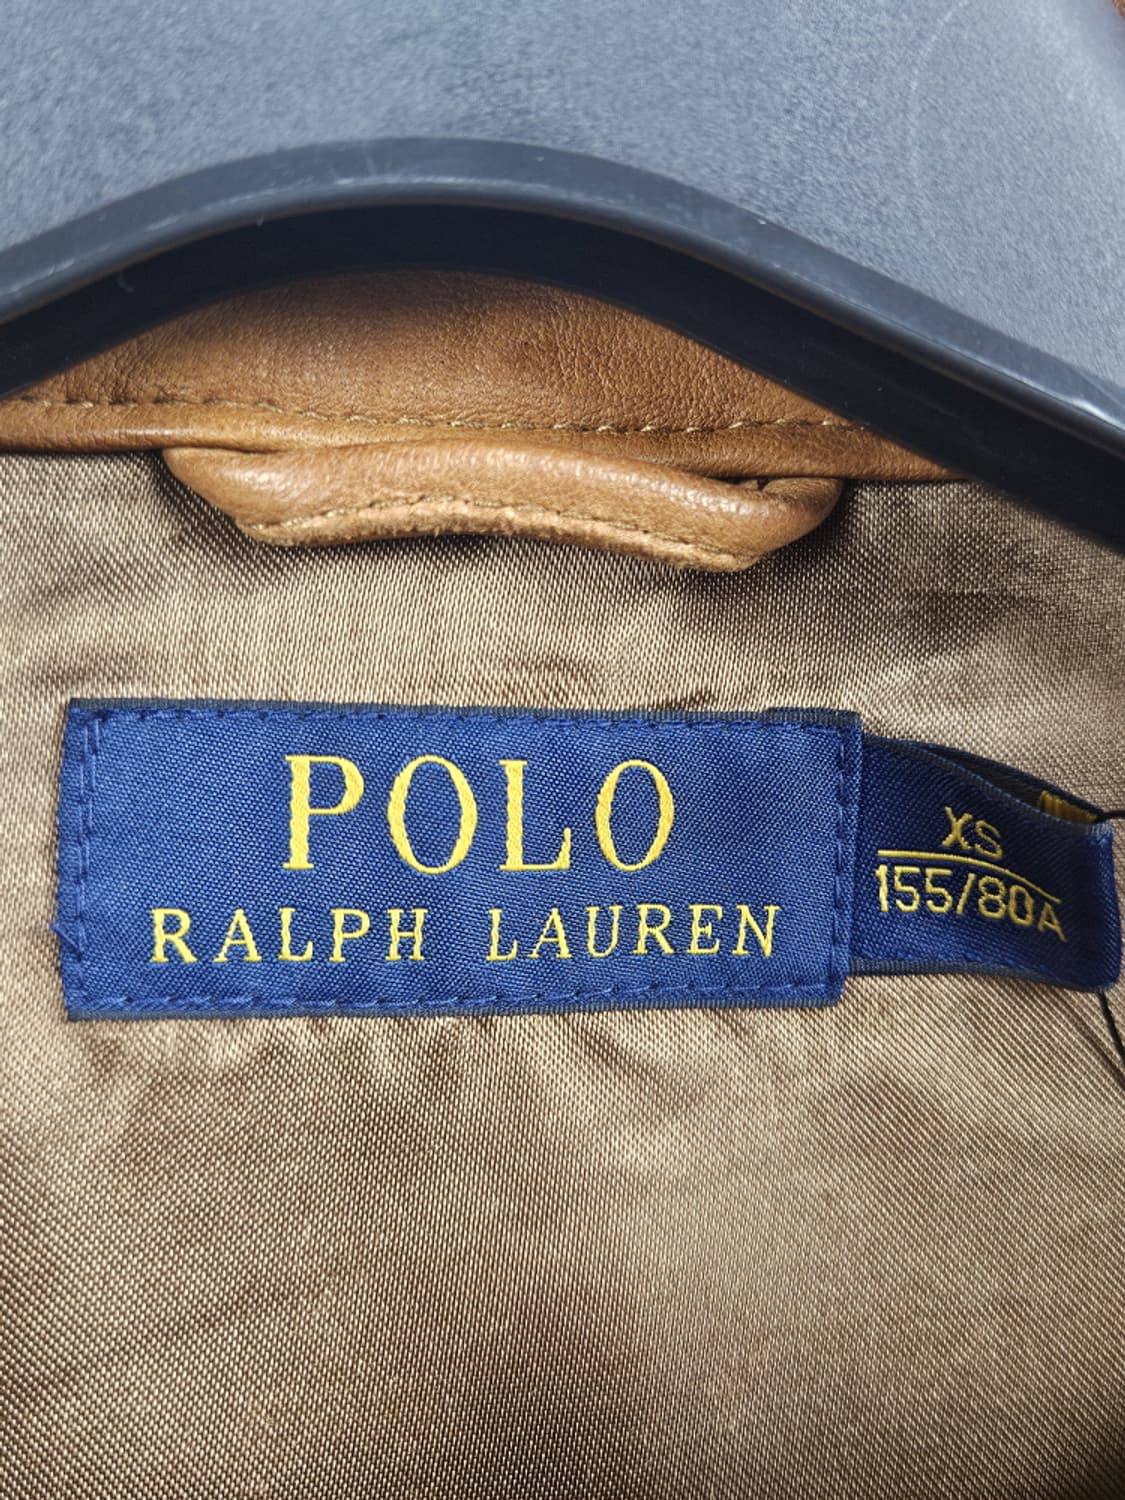 POLO
RALPH LAUREN
XS
155/80A